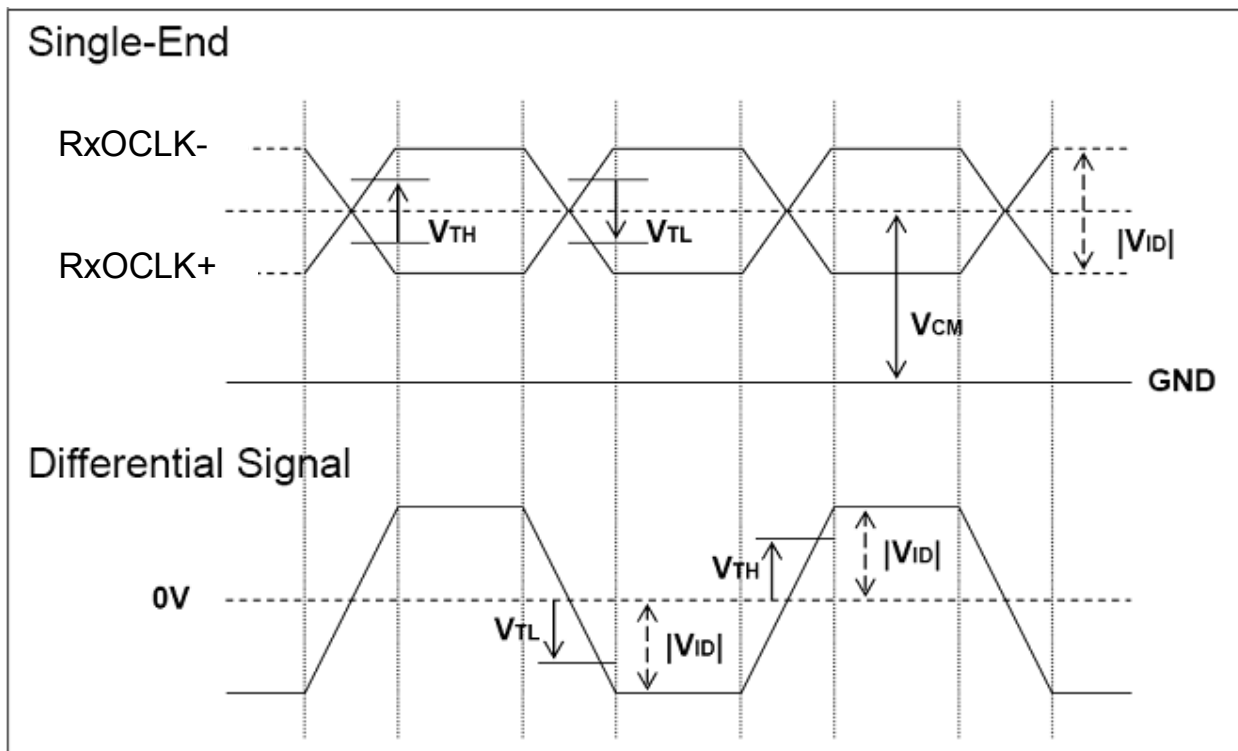 Single-End
RxOCLK-
VTH
VTL
|VID|
RxOCLK+
VCM
GND
Differential Signal
VTH
|VID|
0V
VTL
|VID|